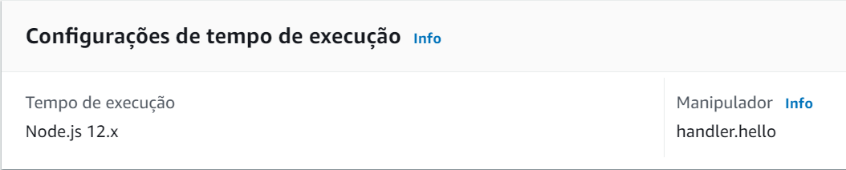 Configurações de tempo de execução Info
Tempo de execução
Node.js 12.x
Manipulador Info
handler.hello